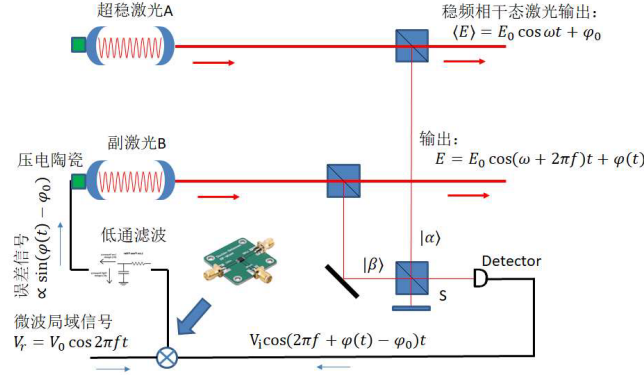 超稳激光A
稳频相干态激光输出：
⟨E⟩ = E₀ cos ωt + φ₀
副激光B
输出：
压电陶瓷
E = E₀ cos(ω + 2πf)t + φ(t)
误差信号
∝ sin(φ(t) − φ₀)
低通滤波
|α⟩
|β⟩
Detector
S
微波局域信号
V_r = V₀ cos 2πft
V_i cos(2πf + φ(t) − φ₀)t